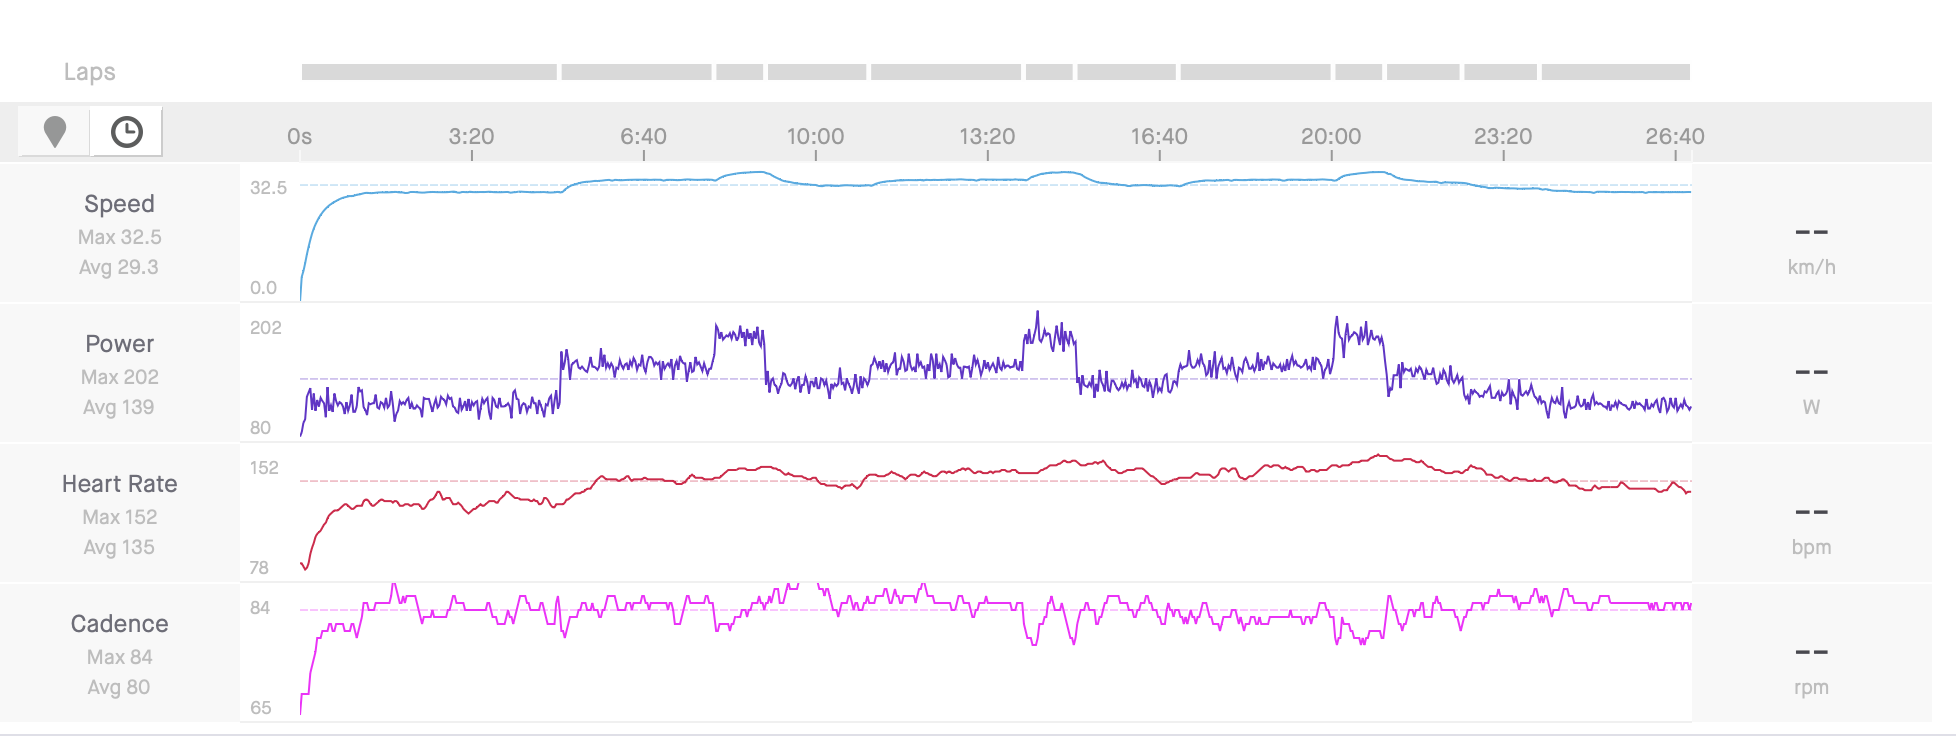 Laps
0s 3:20 6:40 10:00 13:20 16:40 20:00 23:20 26:40
32.5
Speed
Max 32.5
Avg 29.3
0.0
--
km/h
202
Power
Max 202
Avg 139
80
--
W
152
Heart Rate
Max 152
Avg 135
78
--
bpm
84
Cadence
Max 84
Avg 80
65
--
rpm